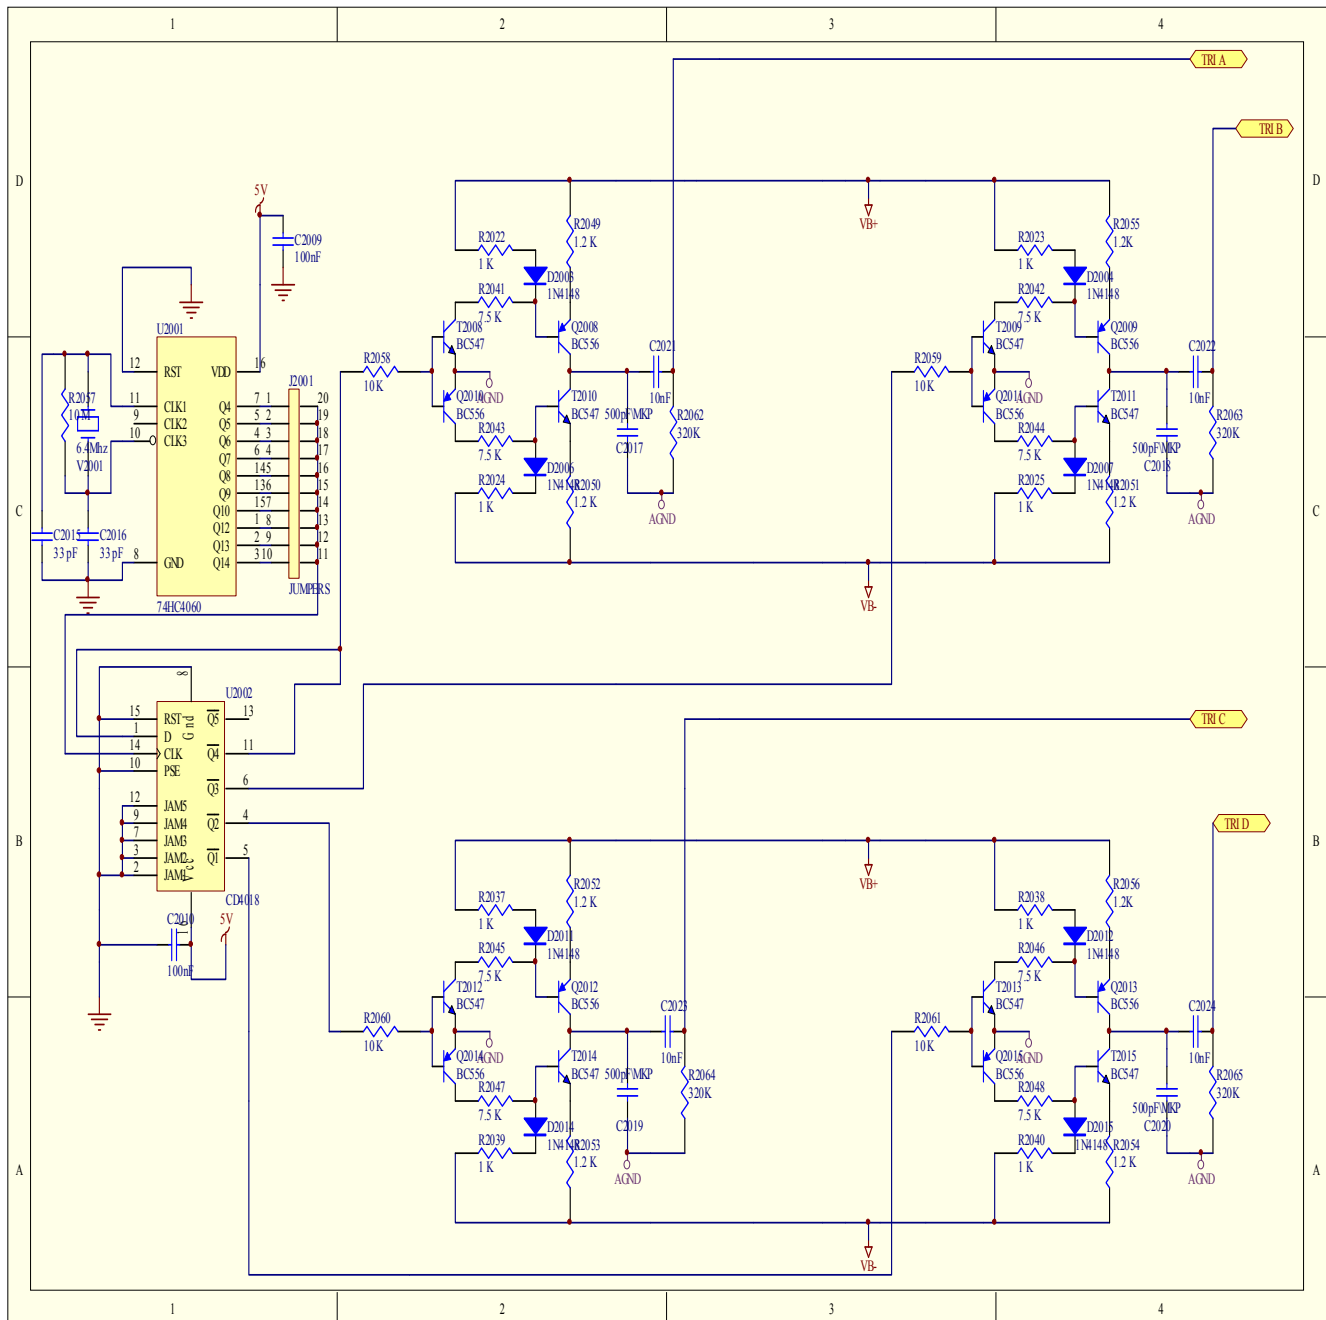 1 2 3 4
TRI A
TRI B
D D
5V
C2009
100nF
VB+
R2022
1 K
R2049
1.2 K
D2003
1N4148
R2041
7.5 K
T2008
BC547
Q2008
BC556
R2023
1 K
R2055
1.2K
D2004
1N4148
R2042
7.5 K
T2009
BC547
Q2009
BC556
U2001
12 RST VDD 16
11 CLK1 Q4 7 1 20
9 CLK2 Q5 5 2 19
10 CLK3 Q6 4 3 18
Q7 6 4 17
Q8 14 5 16
Q9 13 6 15
Q10 15 7 14
Q12 1 8 13
Q13 2 9 12
8 GND Q14 3 10 11
74HC4060
J2001
JUMPERS
R2057
10M
6.4Mhz
V2001
C2015
33pF
C2016
33pF
R2058
10K
Q2010
BC556
AGND
T2010
BC547
C2021
10nF
500pF\MKP
C2017
R2062
320K
R2043
7.5 K
D2006
1N4148
R2024
1 K
R2050
1.2 K
AGND
R2059
10K
Q2011
BC556
AGND
T2011
BC547
C2022
10nF
500pF\MKP
C2018
R2063
320K
R2044
7.5 K
D2007
1N4148
R2025
1 K
R2051
1.2 K
AGND
C C
VB-
U2002
8
Gnd
15 RST Q5 13
1 D
14 CLK Q4 11
10 PSE
Q3 6
12 JAM5
9 JAM4 Q2 4
7 JAM3
3 JAM2 Q1 5
2 JAM1
Vcc
16
CD4018
C2010
100nF
5V
TRI C
TRI D
B B
VB+
R2037
1 K
R2052
1.2 K
D2011
1N4148
R2045
7.5 K
T2012
BC547
Q2012
BC556
R2038
1 K
R2056
1.2K
D2012
1N4148
R2046
7.5 K
T2013
BC547
Q2013
BC556
R2060
10K
Q2014
BC556
AGND
T2014
BC547
C2023
10nF
500pF\MKP
C2019
R2064
320K
R2047
7.5 K
D2014
1N4148
R2039
1 K
R2053
1.2 K
AGND
R2061
10K
Q2015
BC556
AGND
T2015
BC547
C2024
10nF
500pF\MKP
C2020
R2065
320K
R2048
7.5 K
D2015
1N4148
R2040
1 K
R2054
1.2 K
AGND
A A
VB-
1 2 3 4